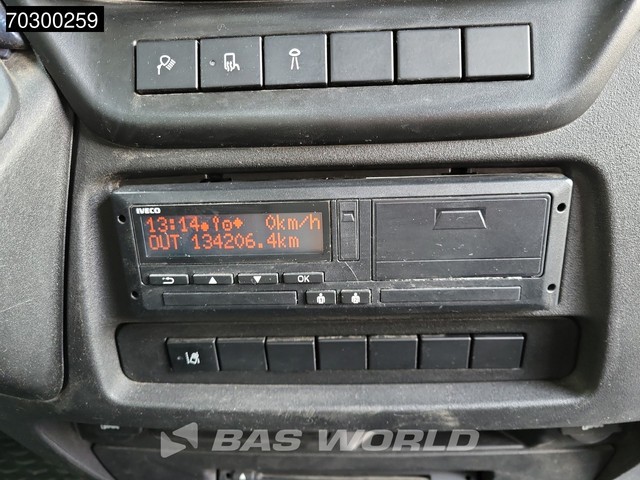 70300259
IVECO
13:14 0km/h
OUT 134206.4km
OK
BAS WORLD